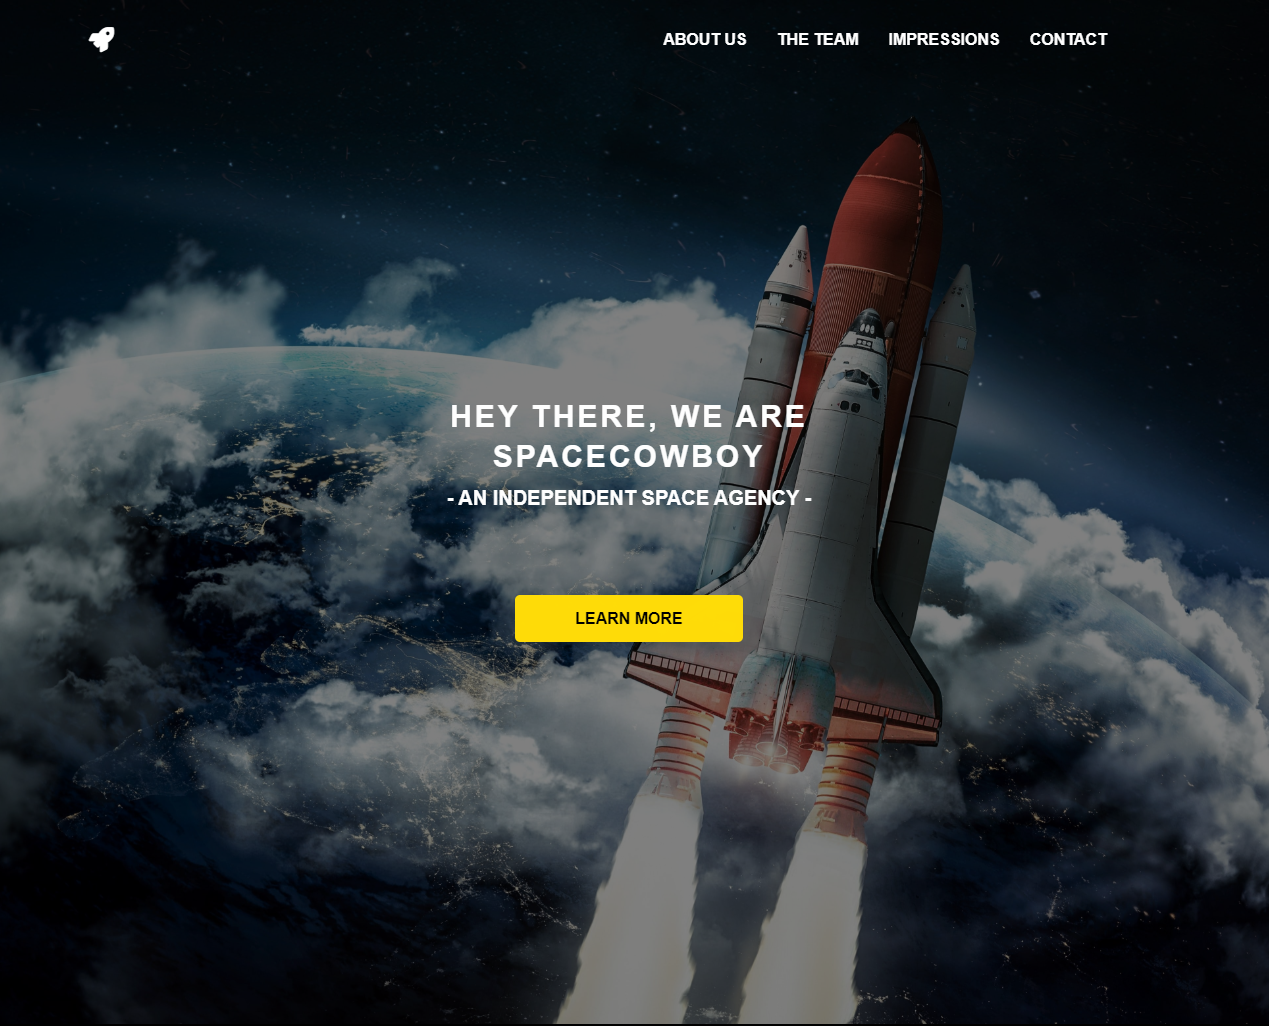 ABOUT US THE TEAM IMPRESSIONS CONTACT
HEY THERE, WE ARE
SPACECOWBOY
- AN INDEPENDENT SPACE AGENCY -
LEARN MORE